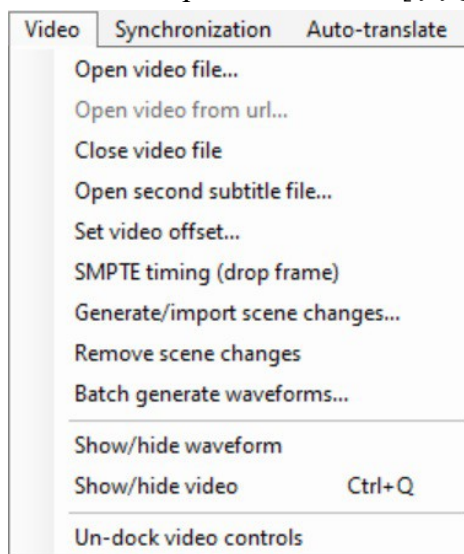 Video Synchronization Auto-translate
Open video file...
Open video from url...
Close video file
Open second subtitle file...
Set video offset...
SMPTE timing (drop frame)
Generate/import scene changes...
Remove scene changes
Batch generate waveforms...
Show/hide waveform
Show/hide video Ctrl+Q
Un-dock video controls